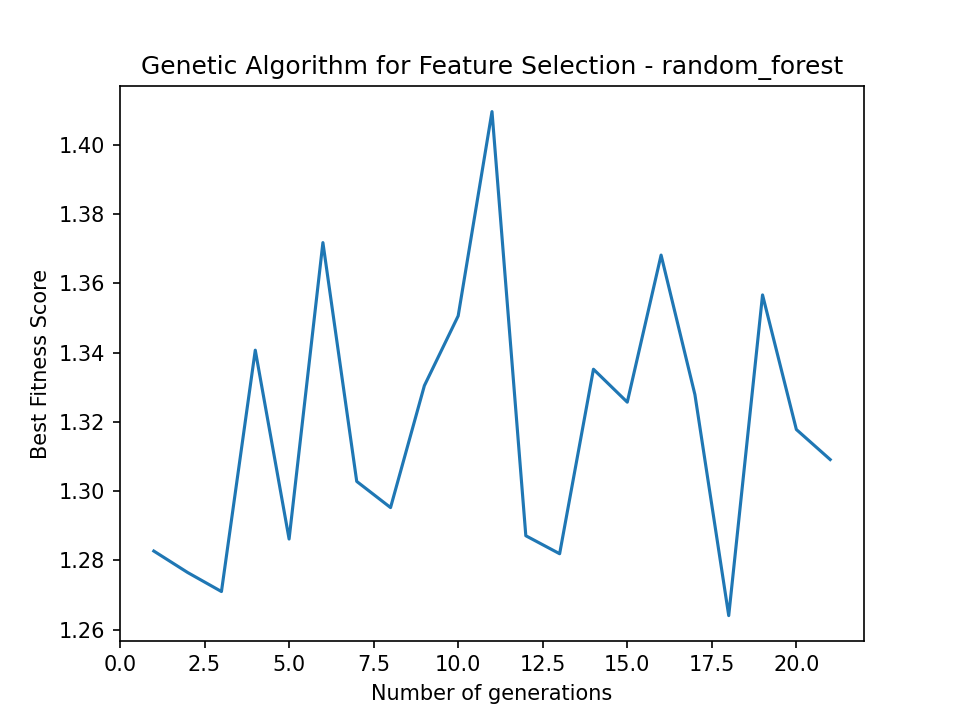 Genetic Algorithm for Feature Selection - random_forest
1.40
1.38
1.36
1.34
1.32
1.30
1.28
1.26
Best Fitness Score
0.0 2.5 5.0 7.5 10.0 12.5 15.0 17.5 20.0
Number of generations